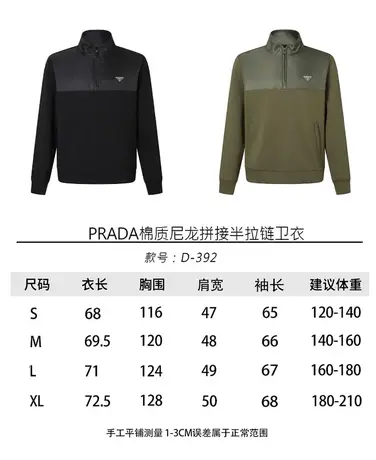 PRADA棉质尼龙拼接半拉链卫衣
款号：D-392
尺码 衣长 胸围 肩宽 袖长 建议体重
S 68 116 47 65 120-140
M 69.5 120 48 66 140-160
L 71 124 49 67 160-180
XL 72.5 128 50 68 180-210
手工平铺测量 1-3CM误差属于正常范围